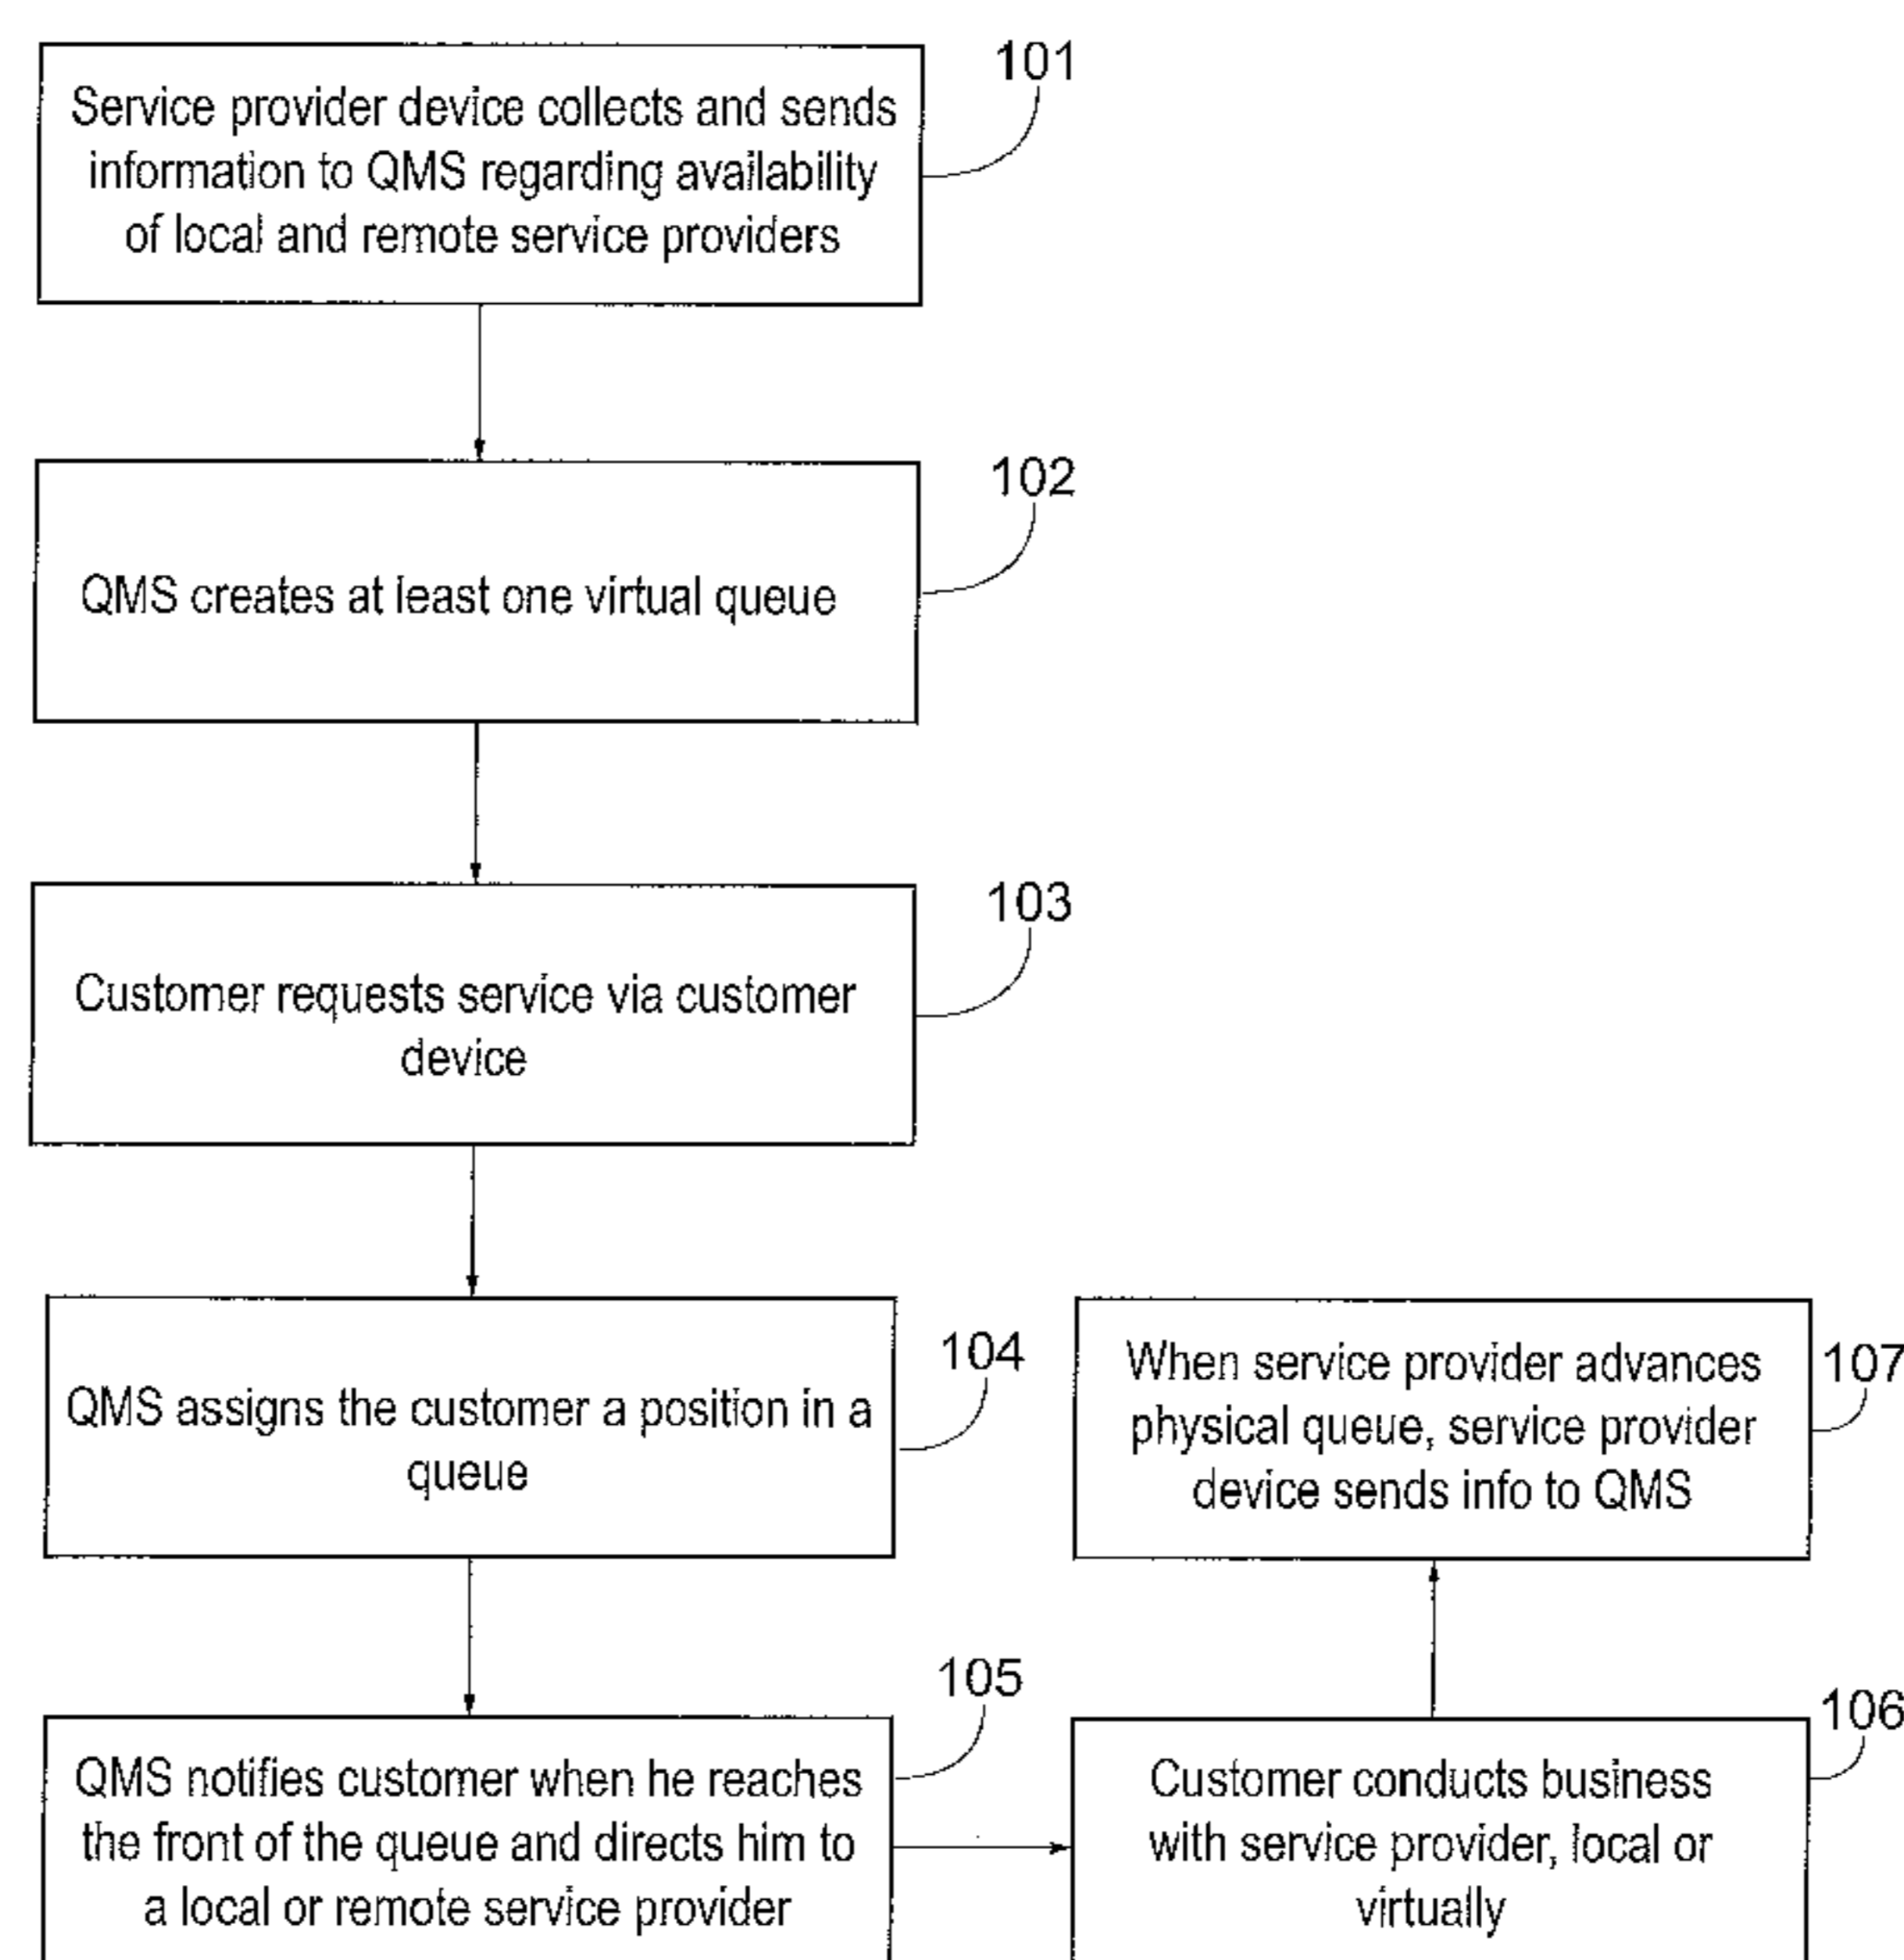 101
Service provider device collects and sends
information to QMS regarding availability
of local and remote service providers
102
QMS creates at least one virtual queue
103
Customer requests service via customer
device
104
QMS assigns the customer a position in a
queue
105
QMS notifies customer when he reaches
the front of the queue and directs him to
a local or remote service provider
106
Customer conducts business
with service provider, local or
virtually
107
When service provider advances
physical queue, service provider
device sends info to QMS